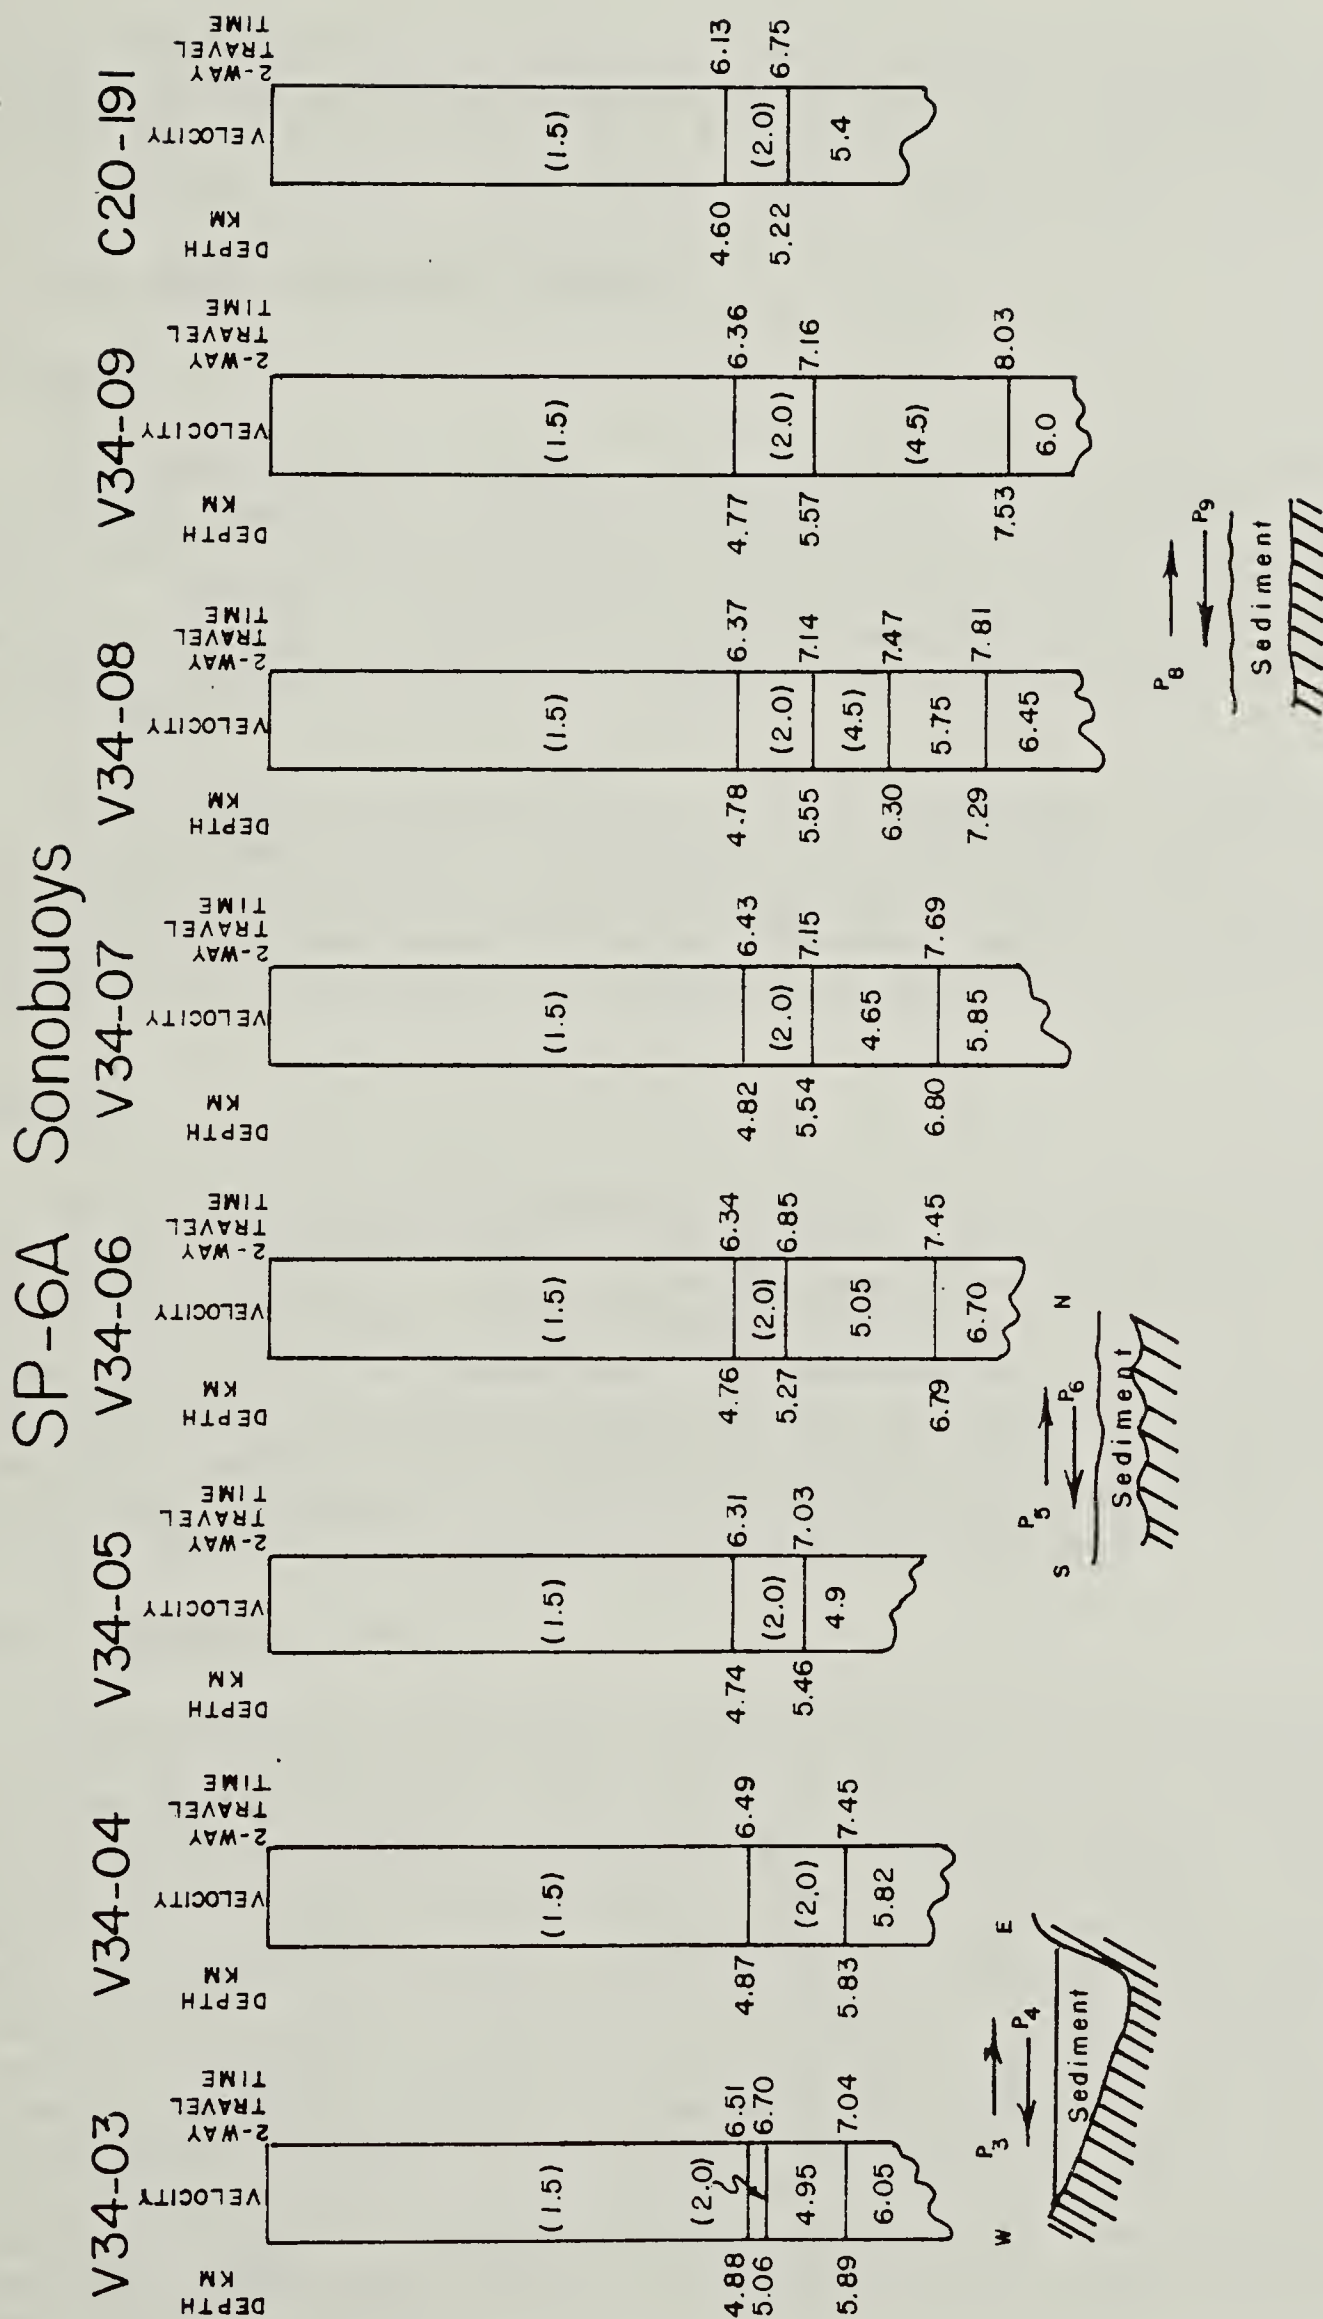 SP-6A Sonobuoys
V34-03
DEPTH KM
VELOCITY
2-WAY TRAVEL TIME
(1.5)
(2.0)
4.88 6.51
5.06 6.70
4.95
5.89 7.04
6.05
V34-04
DEPTH KM
VELOCITY
2-WAY TRAVEL TIME
(1.5)
4.87 6.49
(2.0)
5.83 7.45
5.82
V34-05
DEPTH KM
VELOCITY
2-WAY TRAVEL TIME
(1.5)
4.74 6.31
(2.0)
5.46 7.03
4.9
V34-06
DEPTH KM
VELOCITY
2-WAY TRAVEL TIME
(1.5)
4.76 6.34
(2.0)
5.27 6.85
5.05
6.79 7.45
6.70
V34-07
DEPTH KM
VELOCITY
2-WAY TRAVEL TIME
(1.5)
4.82 6.43
(2.0)
5.54 7.15
4.65
6.80 7.69
5.85
V34-08
DEPTH KM
VELOCITY
2-WAY TRAVEL TIME
(1.5)
4.78 6.37
(2.0)
5.55 7.14
(4.5)
6.30 7.47
5.75
7.29 7.81
6.45
V34-09
DEPTH KM
VELOCITY
2-WAY TRAVEL TIME
(1.5)
4.77 6.36
(2.0)
5.57 7.16
(4.5)
7.53 8.03
6.0
C20-191
DEPTH KM
VELOCITY
2-WAY TRAVEL TIME
(1.5)
4.60 6.13
(2.0)
5.22 6.75
5.4
W E
P3
P4
Sediment
S N
P5
P6
Sediment
P8
P9
Sediment